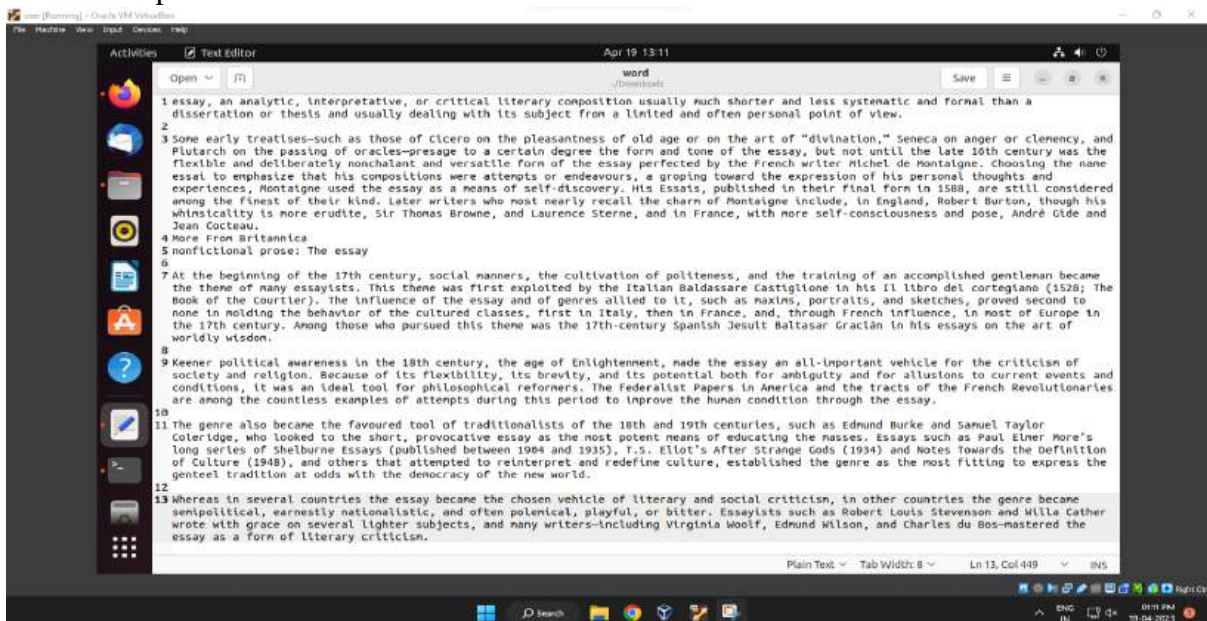 user [Running] - Oracle VM VirtualBox
File Machine View Input Devices Help
Activities Text Editor Apr 19 13:11
Open word Save
~/Downloads
1 essay, an analytic, interpretative, or critical literary composition usually much shorter and less systematic and formal than a
dissertation or thesis and usually dealing with its subject from a limited and often personal point of view.
2
3 Some early treatises—such as those of Cicero on the pleasantness of old age or on the art of "divination," Seneca on anger or clemency, and
Plutarch on the passing of oracles—presage to a certain degree the form and tone of the essay, but not until the late 16th century was the
flexible and deliberately nonchalant and versatile form of the essay perfected by the French writer Michel de Montaigne. Choosing the name
essai to emphasize that his compositions were attempts or endeavours, a groping toward the expression of his personal thoughts and
experiences, Montaigne used the essay as a means of self-discovery. His Essais, published in their final form in 1588, are still considered
among the finest of their kind. Later writers who most nearly recall the charm of Montaigne include, in England, Robert Burton, though his
whimsicality is more erudite, Sir Thomas Browne, and Laurence Sterne, and in France, with more self-consciousness and pose, André Gide and
Jean Cocteau.
4 More From Britannica
5 nonfictional prose: The essay
6
7 At the beginning of the 17th century, social manners, the cultivation of politeness, and the training of an accomplished gentleman became
the theme of many essayists. This theme was first exploited by the Italian Baldassare Castiglione in his Il libro del cortegiano (1528; The
Book of the Courtier). The influence of the essay and of genres allied to it, such as maxims, portraits, and sketches, proved second to
none in molding the behavior of the cultured classes, first in Italy, then in France, and, through French influence, in most of Europe in
the 17th century. Among those who pursued this theme was the 17th-century Spanish Jesuit Baltasar Gracián in his essays on the art of
worldly wisdom.
8
9 Keener political awareness in the 18th century, the age of Enlightenment, made the essay an all-important vehicle for the criticism of
society and religion. Because of its flexibility, its brevity, and its potential both for ambiguity and for allusions to current events and
conditions, it was an ideal tool for philosophical reformers. The Federalist Papers in America and the tracts of the French Revolutionaries
are among the countless examples of attempts during this period to improve the human condition through the essay.
10
11 The genre also became the favoured tool of traditionalists of the 18th and 19th centuries, such as Edmund Burke and Samuel Taylor
Coleridge, who looked to the short, provocative essay as the most potent means of educating the masses. Essays such as Paul Elmer More's
long series of Shelburne Essays (published between 1904 and 1935), T.S. Eliot's After Strange Gods (1934) and Notes Towards the Definition
of Culture (1948), and others that attempted to reinterpret and redefine culture, established the genre as the most fitting to express the
genteel tradition at odds with the democracy of the new world.
12
13 Whereas in several countries the essay became the chosen vehicle of literary and social criticism, in other countries the genre became
semipolitical, earnestly nationalistic, and often polemical, playful, or bitter. Essayists such as Robert Louis Stevenson and Willa Cather
wrote with grace on several lighter subjects, and many writers—including Virginia Woolf, Edmund Wilson, and Charles du Bos—mastered the
essay as a form of literary criticism.
Plain Text Tab Width: 8 Ln 13, Col 449 INS
Right Ctrl
Search ENG 01:11 PM
IN 19-04-2023